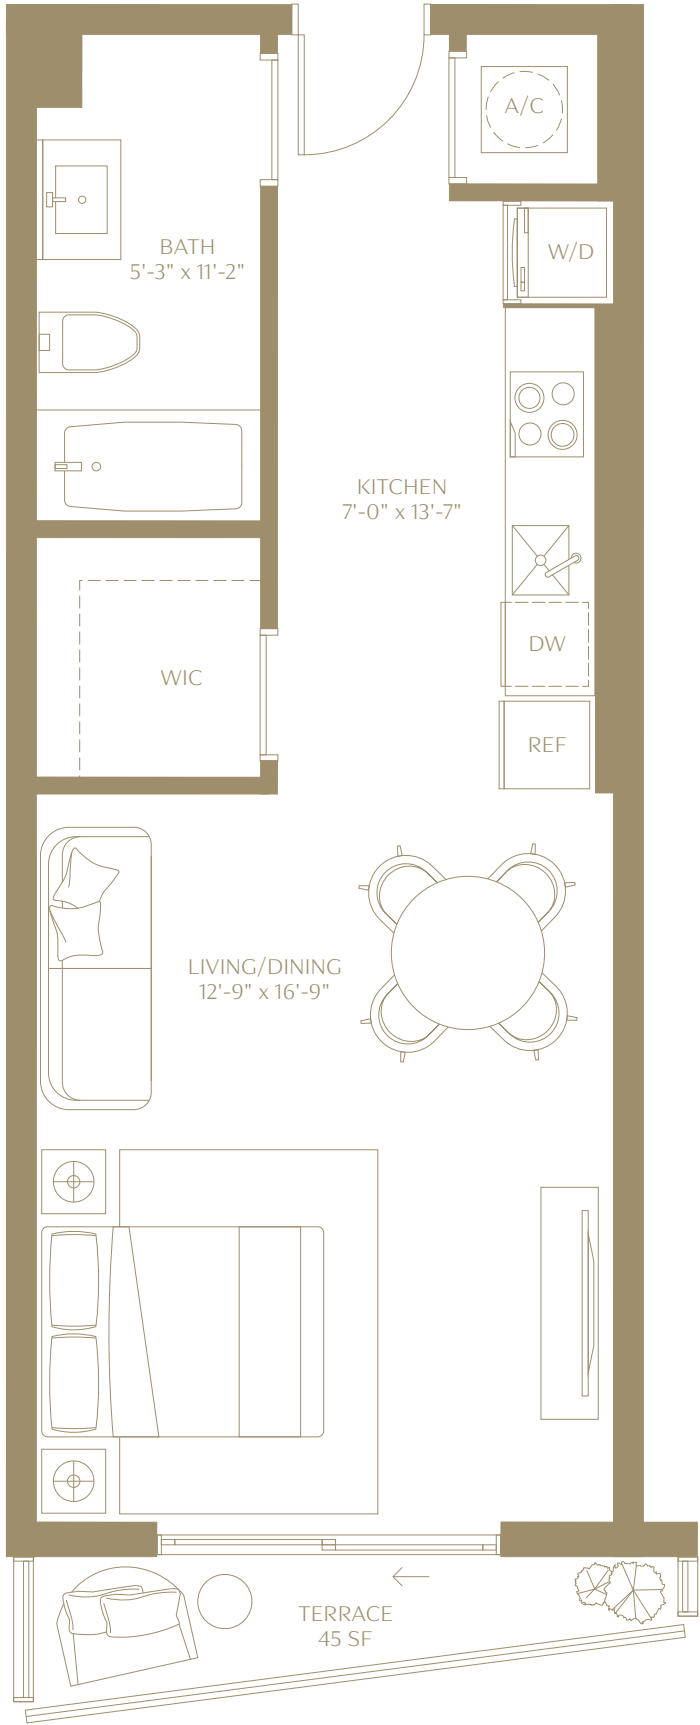 A/C
W/D
BATH
5'-3" x 11'-2"
KITCHEN
7'-0" x 13'-7"
DW
WIC
REF
LIVING/DINING
12'-9" x 16'-9"
TERRACE
45 SF